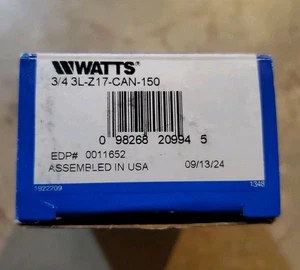 WATTS
3/4 3L-Z17-CAN-150
0 98268 20994 5
EDP# 0011652
ASSEMBLED IN USA 09/13/24
1922209 1348